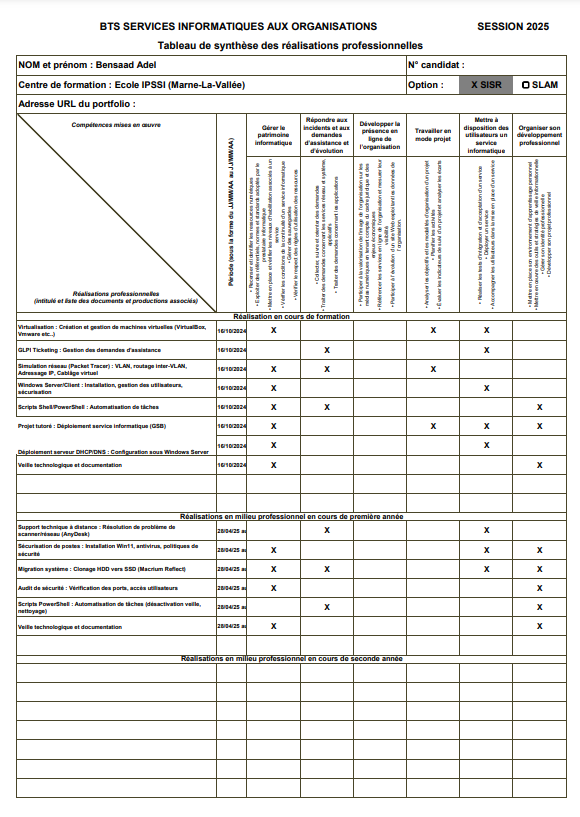 BTS SERVICES INFORMATIQUES AUX ORGANISATIONS SESSION 2025
Tableau de synthèse des réalisations professionnelles
NOM et prénom : Bensaad Adel N° candidat :
Centre de formation : Ecole IPSSI (Marne-La-Vallée) Option : X SISR SLAM
Adresse URL du portfolio :
Compétences mises en œuvre
Réalisations professionnelles
(intitulé et liste des documents et productions associés)
Période (sous la forme du JJ/MM/AA au JJ/MM/AA)
Gérer le
patrimoine
informatique
Répondre aux
incidents et aux
demandes
d'assistance et
d'évolution
Développer la
présence en
ligne de
l'organisation
Travailler en
mode projet
Mettre à
disposition des
utilisateurs un
service
informatique
Organiser son
développement
professionnel
• Recenser et identifier les ressources numériques
• Exploiter des référentiels, normes et standards adoptés par le
prestataire informatique
• Mettre en place et vérifier les niveaux d'habilitation associés à un
service
• Vérifier les conditions de la continuité d'un service informatique
• Gérer des sauvegardes
• Vérifier le respect des règles d'utilisation des ressources
• Collecter, suivre et orienter des demandes
• Traiter des demandes concernant les services réseau et système,
applicatifs
• Traiter des demandes concernant les applications
• Participer à la valorisation de l'image de l'organisation sur les
médias numériques en tenant compte du cadre juridique et des
enjeux économiques
• Référencer les services en ligne de l'organisation et mesurer leur
visibilité.
• Participer à l'évolution d'un site Web exploitant les données de
l'organisation.
• Analyser les objectifs et les modalités d'organisation d'un projet
• Planifier les activités
• Évaluer les indicateurs de suivi d'un projet et analyser les écarts
• Réaliser les tests d'intégration et d'acceptation d'un service
• Déployer un service
• Accompagner les utilisateurs dans la mise en place d'un service
• Mettre en place son environnement d'apprentissage personnel
• Mettre en œuvre des outils et stratégies de veille informationnelle
• Gérer son identité professionnelle
• Développer son projet professionnel
Réalisation en cours de formation
Virtualisation : Création et gestion de machines virtuelles (VirtualBox,
Vmware etc..) 16/10/2024 X X X
GLPI Ticketing : Gestion des demandes d'assistance 16/10/2024 X X
Simulation réseau (Packet Tracer) : VLAN, routage inter-VLAN,
Adressage IP, Cablâge virtuel 16/10/2024 X X X
Windows Server/Client : Installation, gestion des utilisateurs,
sécurisation 16/10/2024 X X
Scripts Shell/PowerShell : Automatisation de tâches 16/10/2024 X X X
Projet tutoré : Déploiement service informatique (GSB) 16/10/2024 X X X X
Déploiement serveur DHCP/DNS : Configuration sous Windows Server 16/10/2024 X X
Veille technologique et documentation 16/10/2024 X X
Réalisations en milieu professionnel en cours de première année
Support technique à distance : Résolution de problème de
scanner/réseau (AnyDesk) 28/04/25 au X X
Sécurisation de postes : Installation Win11, antivirus, politiques de
sécurité 28/04/25 au X X X
Migration système : Clonage HDD vers SSD (Macrium Reflect) 28/04/25 au X X X X
Audit de sécurité : Vérification des ports, accès utilisateurs 28/04/25 au X X
Scripts PowerShell : Automatisation de tâches (désactivation veille,
nettoyage) 28/04/25 au X X
Veille technologique et documentation 28/04/25 au X X
Réalisations en milieu professionnel en cours de seconde année